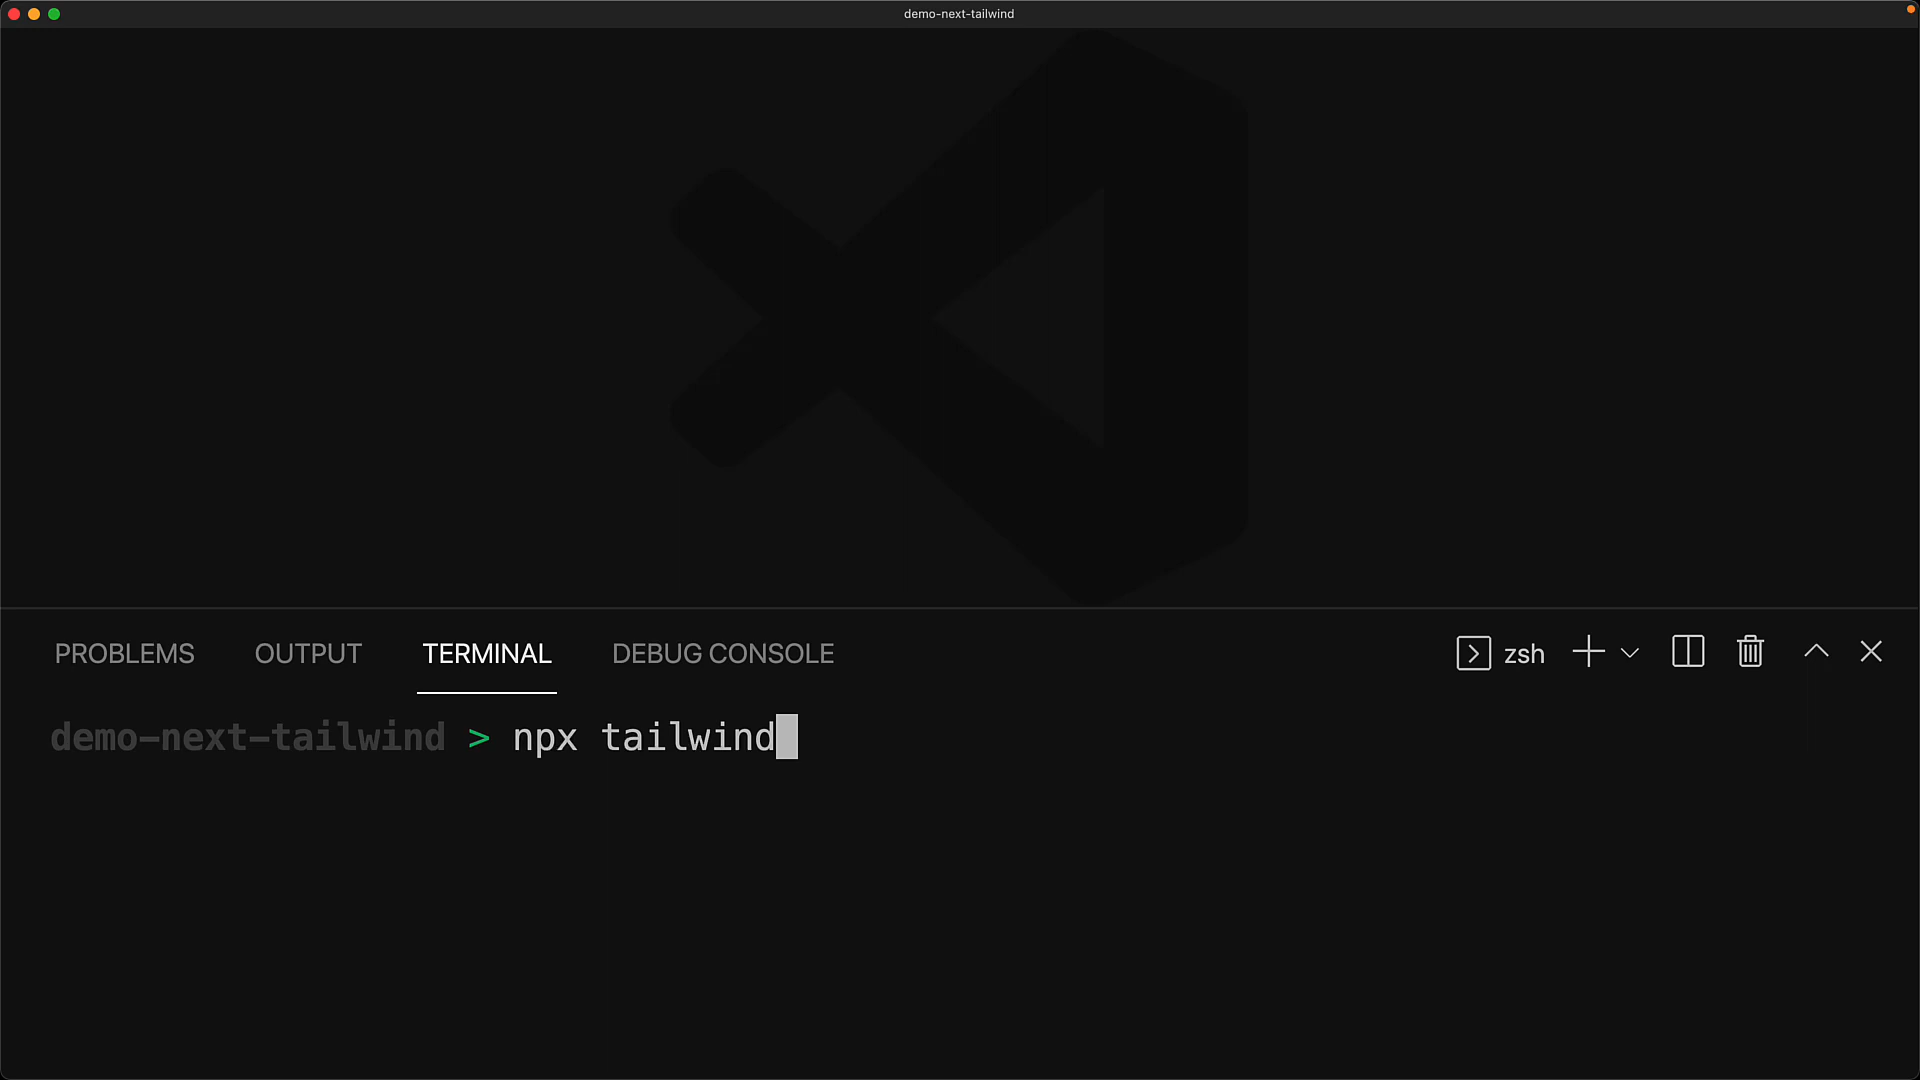 demo-next-tailwind
PROBLEMS OUTPUT TERMINAL DEBUG CONSOLE zsh
demo-next-tailwind > npx tailwind